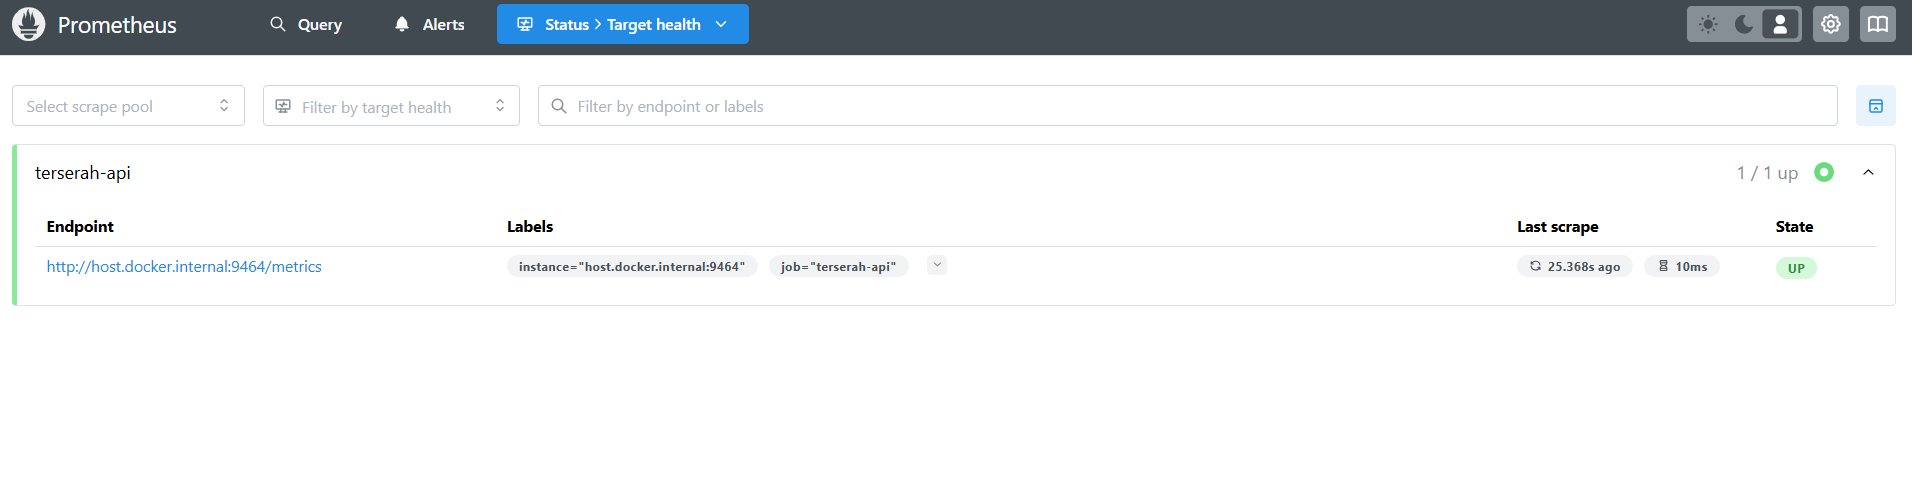 Prometheus Query Alerts Status > Target health
Select scrape pool Filter by target health Filter by endpoint or labels
terserah-api 1 / 1 up
Endpoint Labels Last scrape State
http://host.docker.internal:9464/metrics instance="host.docker.internal:9464" job="terserah-api" 25.368s ago 10ms UP